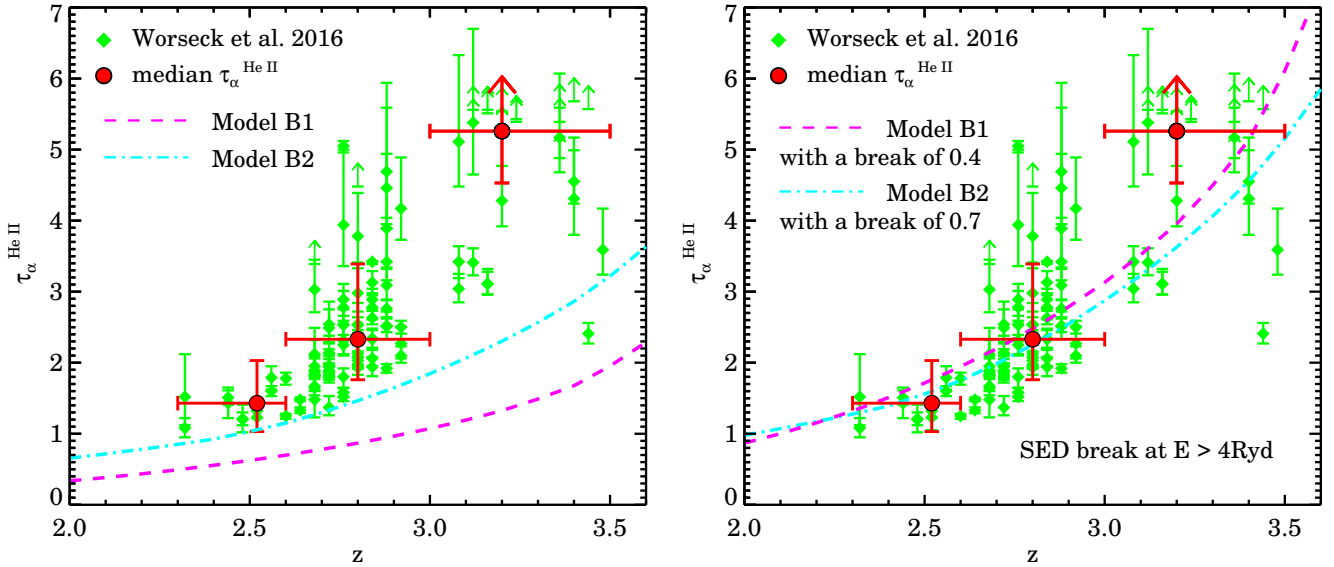 7
6
5
4
3
2
1
0
τα He II
Worseck et al. 2016
median τα He II
Model B1
Model B2
2.0 2.5 3.0 3.5
z
7
6
5
4
3
2
1
0
τα He II
Worseck et al. 2016
median τα He II
Model B1
with a break of 0.4
Model B2
with a break of 0.7
SED break at E > 4Ryd
2.0 2.5 3.0 3.5
z